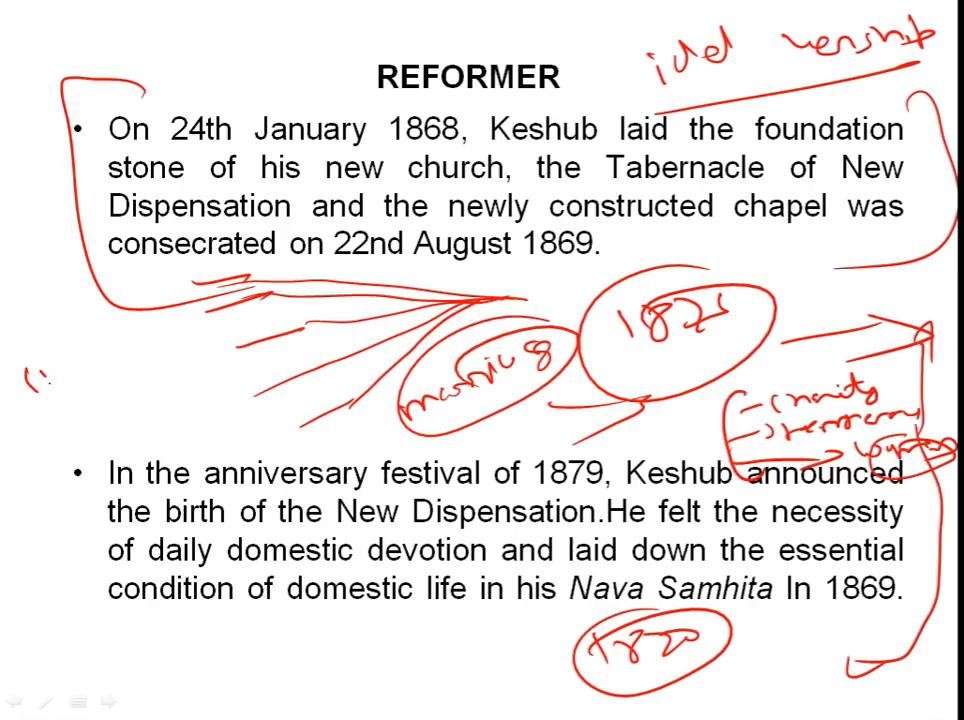 idel worship
REFORMER
• On 24th January 1868, Keshub laid the foundation
stone of his new church, the Tabernacle of New
Dispensation and the newly constructed chapel was
consecrated on 22nd August 1869.
• In the anniversary festival of 1879, Keshub announced
the birth of the New Dispensation.He felt the necessity
of daily domestic devotion and laid down the essential
condition of domestic life in his Nava Samhita In 1869.